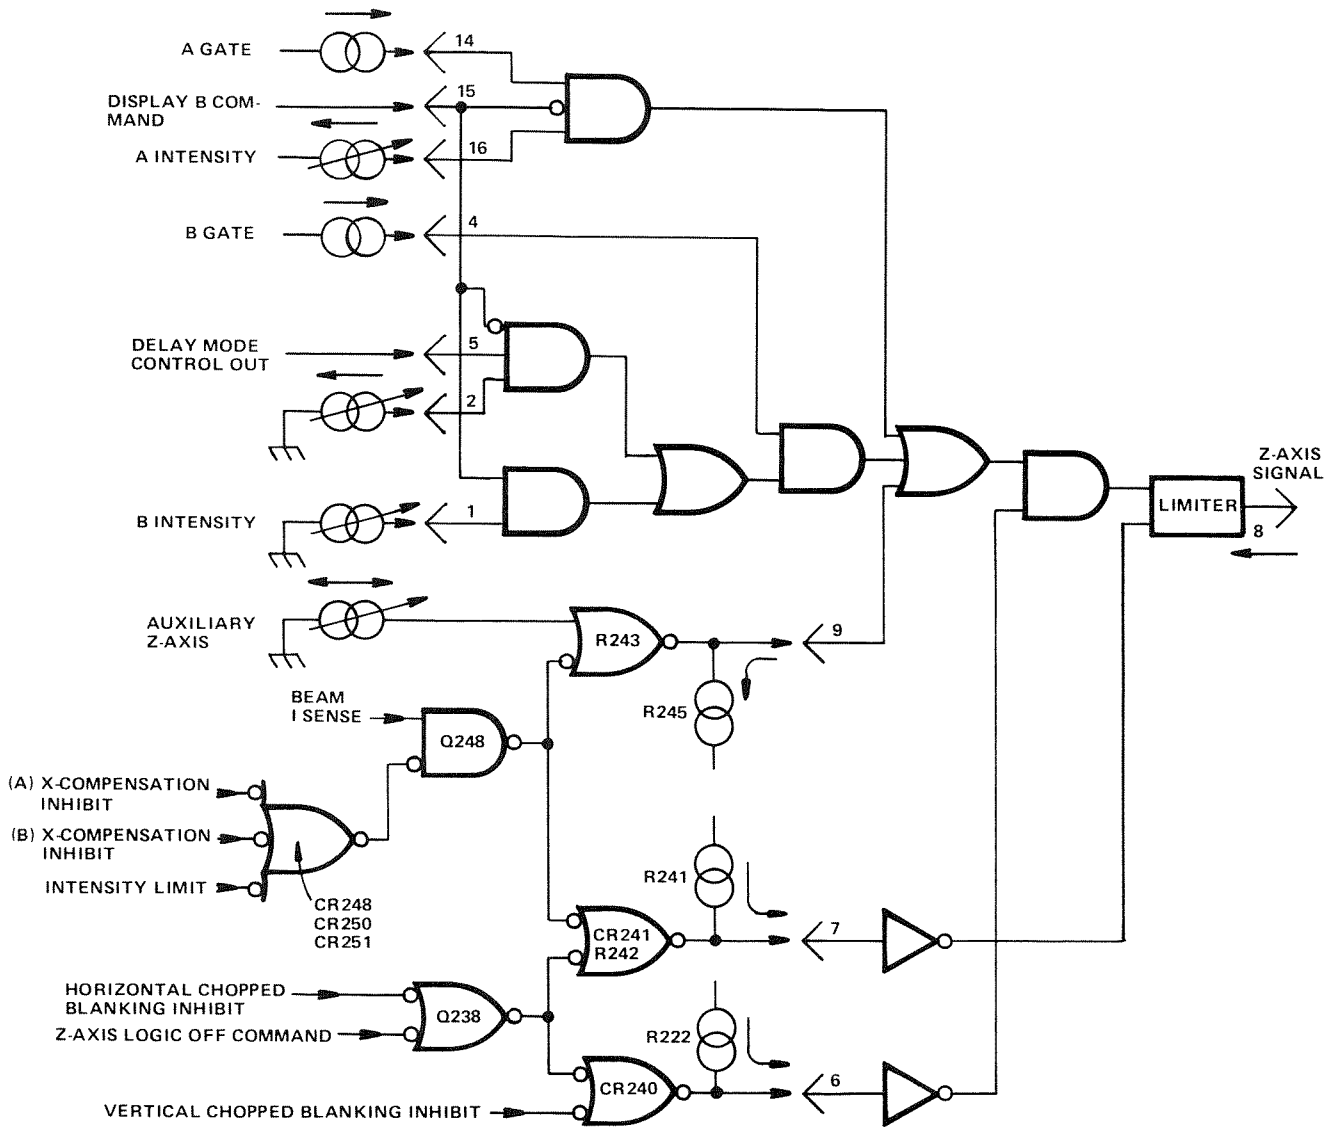 A GATE
14
DISPLAY B COM-
MAND
15
A INTENSITY
16
B GATE
4
DELAY MODE
CONTROL OUT
5
2
Z-AXIS
SIGNAL
LIMITER
8
B INTENSITY
1
AUXILIARY
Z-AXIS
R243
9
R245
BEAM
I SENSE
Q248
(A) X-COMPENSATION
INHIBIT
(B) X-COMPENSATION
INHIBIT
INTENSITY LIMIT
CR248
CR250
CR251
R241
CR241
R242
7
HORIZONTAL CHOPPED
BLANKING INHIBIT
Z-AXIS LOGIC OFF COMMAND
Q238
R222
CR240
6
VERTICAL CHOPPED BLANKING INHIBIT